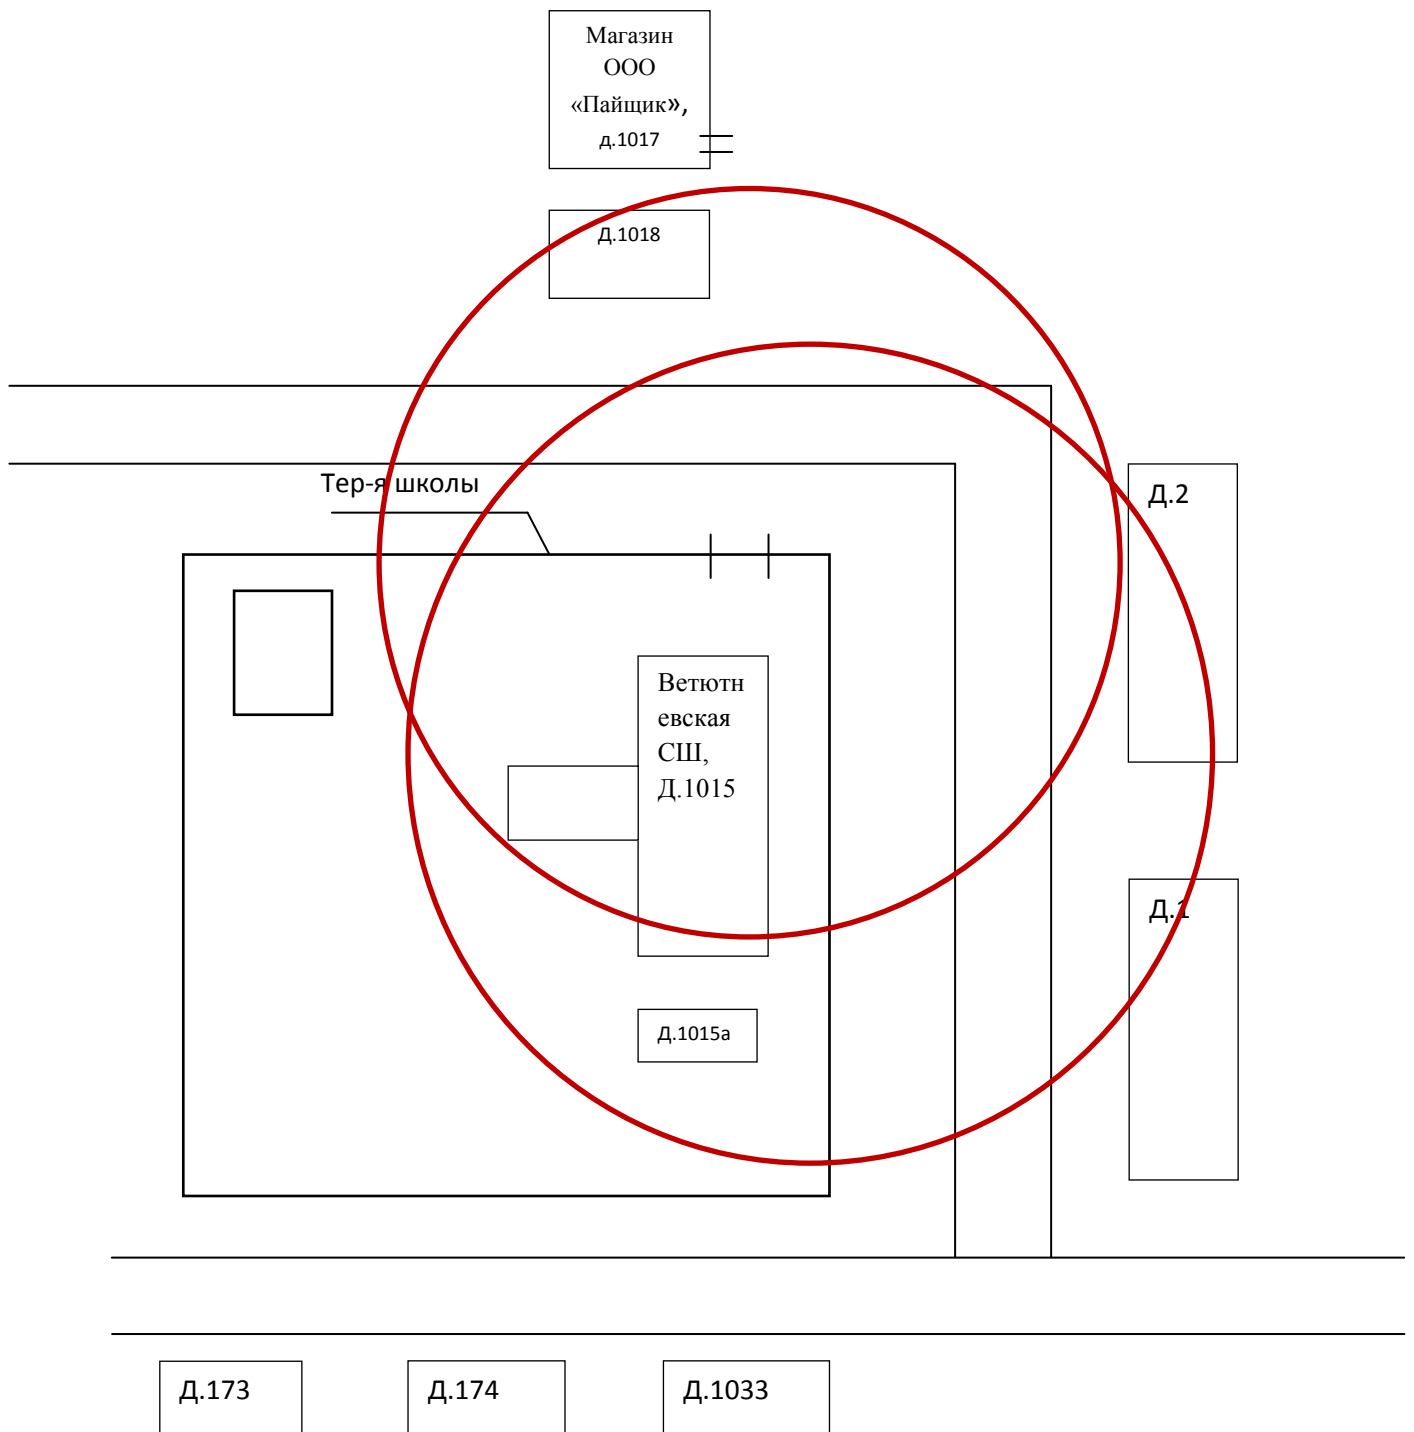 Магазин
ООО
«Пайщик»,
д.1017
Д.1018
Тер-я школы
Д.2
Ветютн
евская
СШ,
Д.1015
Д.1
Д.1015а
Д.173
Д.174
Д.1033